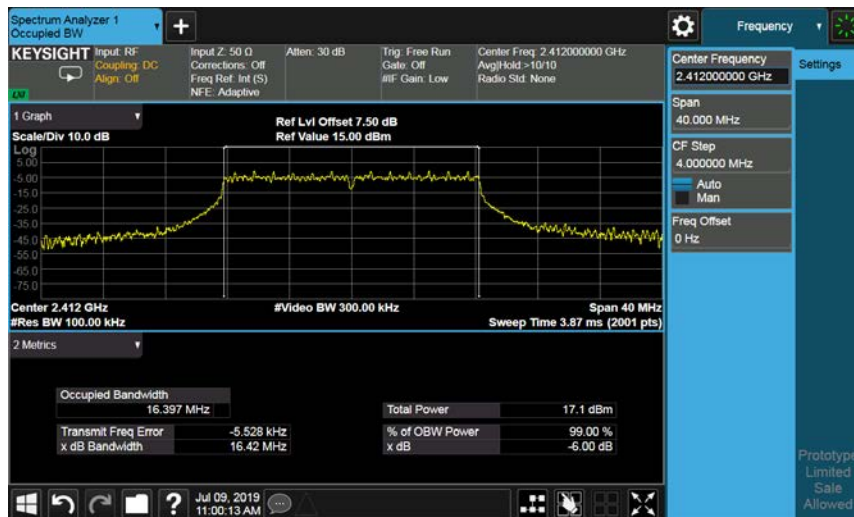 Spectrum Analyzer 1
Occupied BW
+
Frequency
KEYSIGHT
Input: RF
Coupling: DC
Align: Off
Input Z: 50 Ω
Corrections: Off
Freq Ref: Int (S)
NFE: Adaptive
Atten: 30 dB
Trig: Free Run
Gate: Off
#IF Gain: Low
Center Freq: 2.412000000 GHz
Avg|Hold:>10/10
Radio Std: None
LXI
Center Frequency
2.412000000 GHz
Settings
Span
40.000 MHz
CF Step
4.000000 MHz
Auto
Man
Freq Offset
0 Hz
1 Graph
Scale/Div 10.0 dB
Ref Lvl Offset 7.50 dB
Ref Value 15.00 dBm
Log
5.00
-5.00
-15.0
-25.0
-35.0
-45.0
-55.0
-65.0
-75.0
Center 2.412 GHz
#Video BW 300.00 kHz
Span 40 MHz
#Res BW 100.00 kHz
Sweep Time 3.87 ms (2001 pts)
2 Metrics
Occupied Bandwidth
16.397 MHz
Total Power 17.1 dBm
Transmit Freq Error -5.528 kHz
% of OBW Power 99.00 %
x dB Bandwidth 16.42 MHz
x dB -6.00 dB
Prototype
Limited
Sale
Allowed
?
Jul 09, 2019
11:00:13 AM